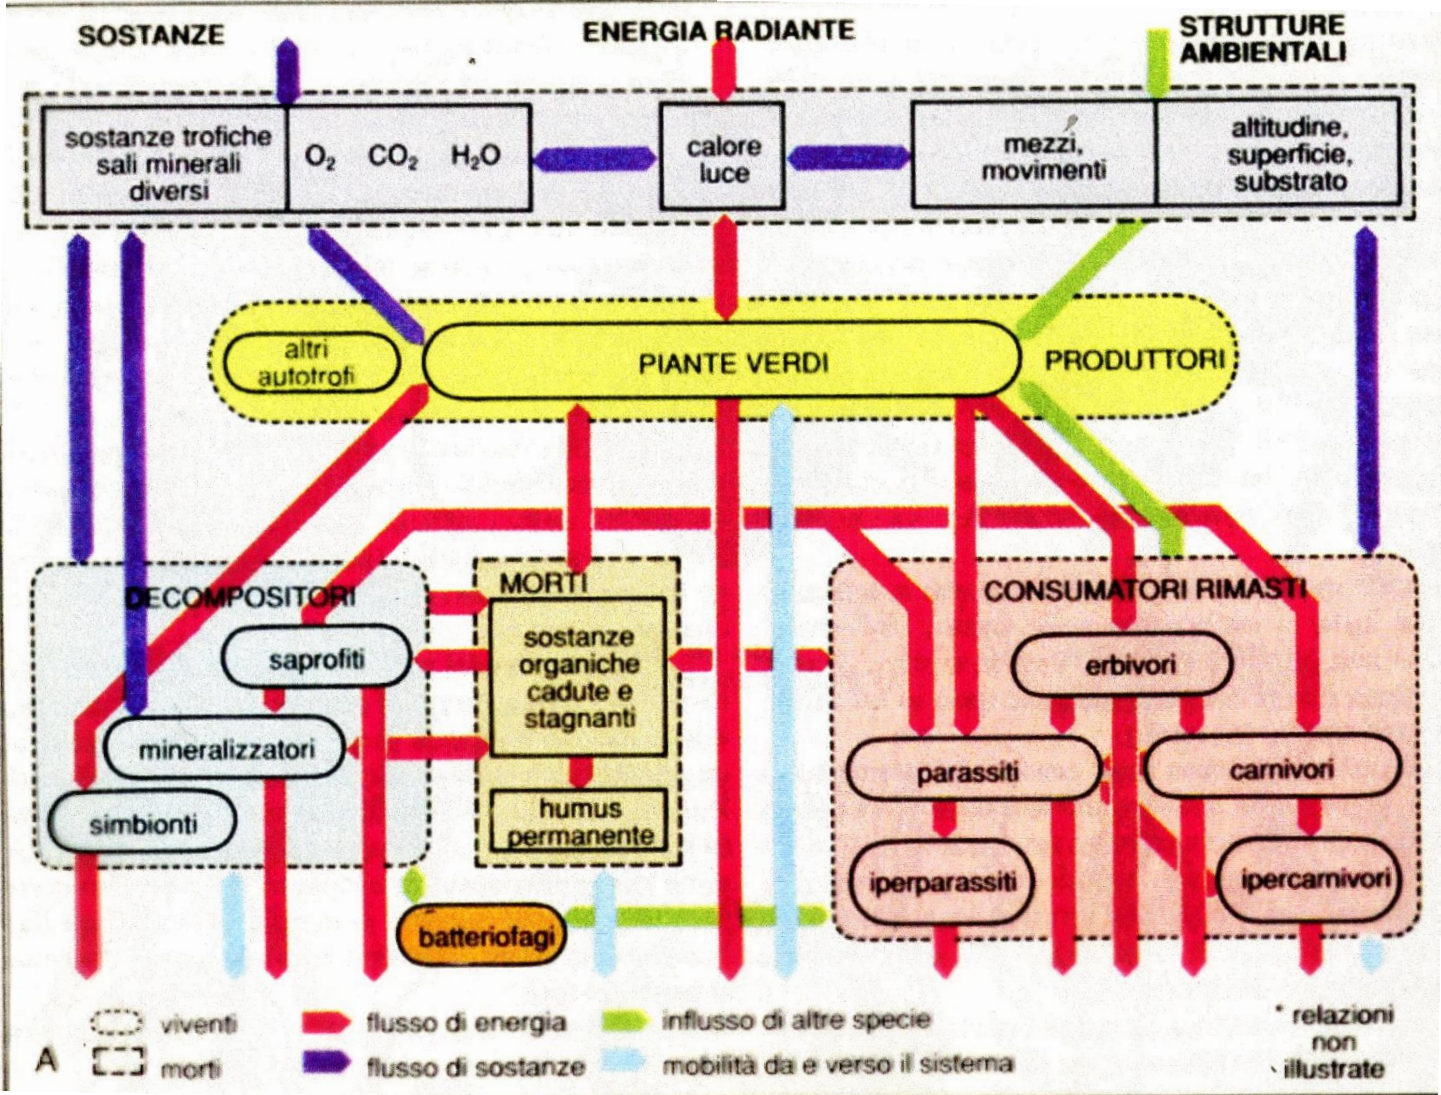 SOSTANZE
ENERGIA RADIANTE
STRUTTURE
AMBIENTALI
sostanze trofiche
sali minerali
diversi
O₂ CO₂ H₂O
calore
luce
mezzi,
movimenti
altitudine,
superficie,
substrato
altri
autotrofi
PIANTE VERDI
PRODUTTORI
DECOMPOSITORI
MORTI
CONSUMATORI RIMASTI
saprofiti
sostanze
organiche
cadute e
stagnanti
erbivori
mineralizzatori
parassiti
carnivori
simbionti
humus
permanente
iperparassiti
ipercarnivori
batteriofagi
viventi
flusso di energia
influsso di altre specie
* relazioni
non
illustrate
A
morti
flusso di sostanze
mobilità da e verso il sistema